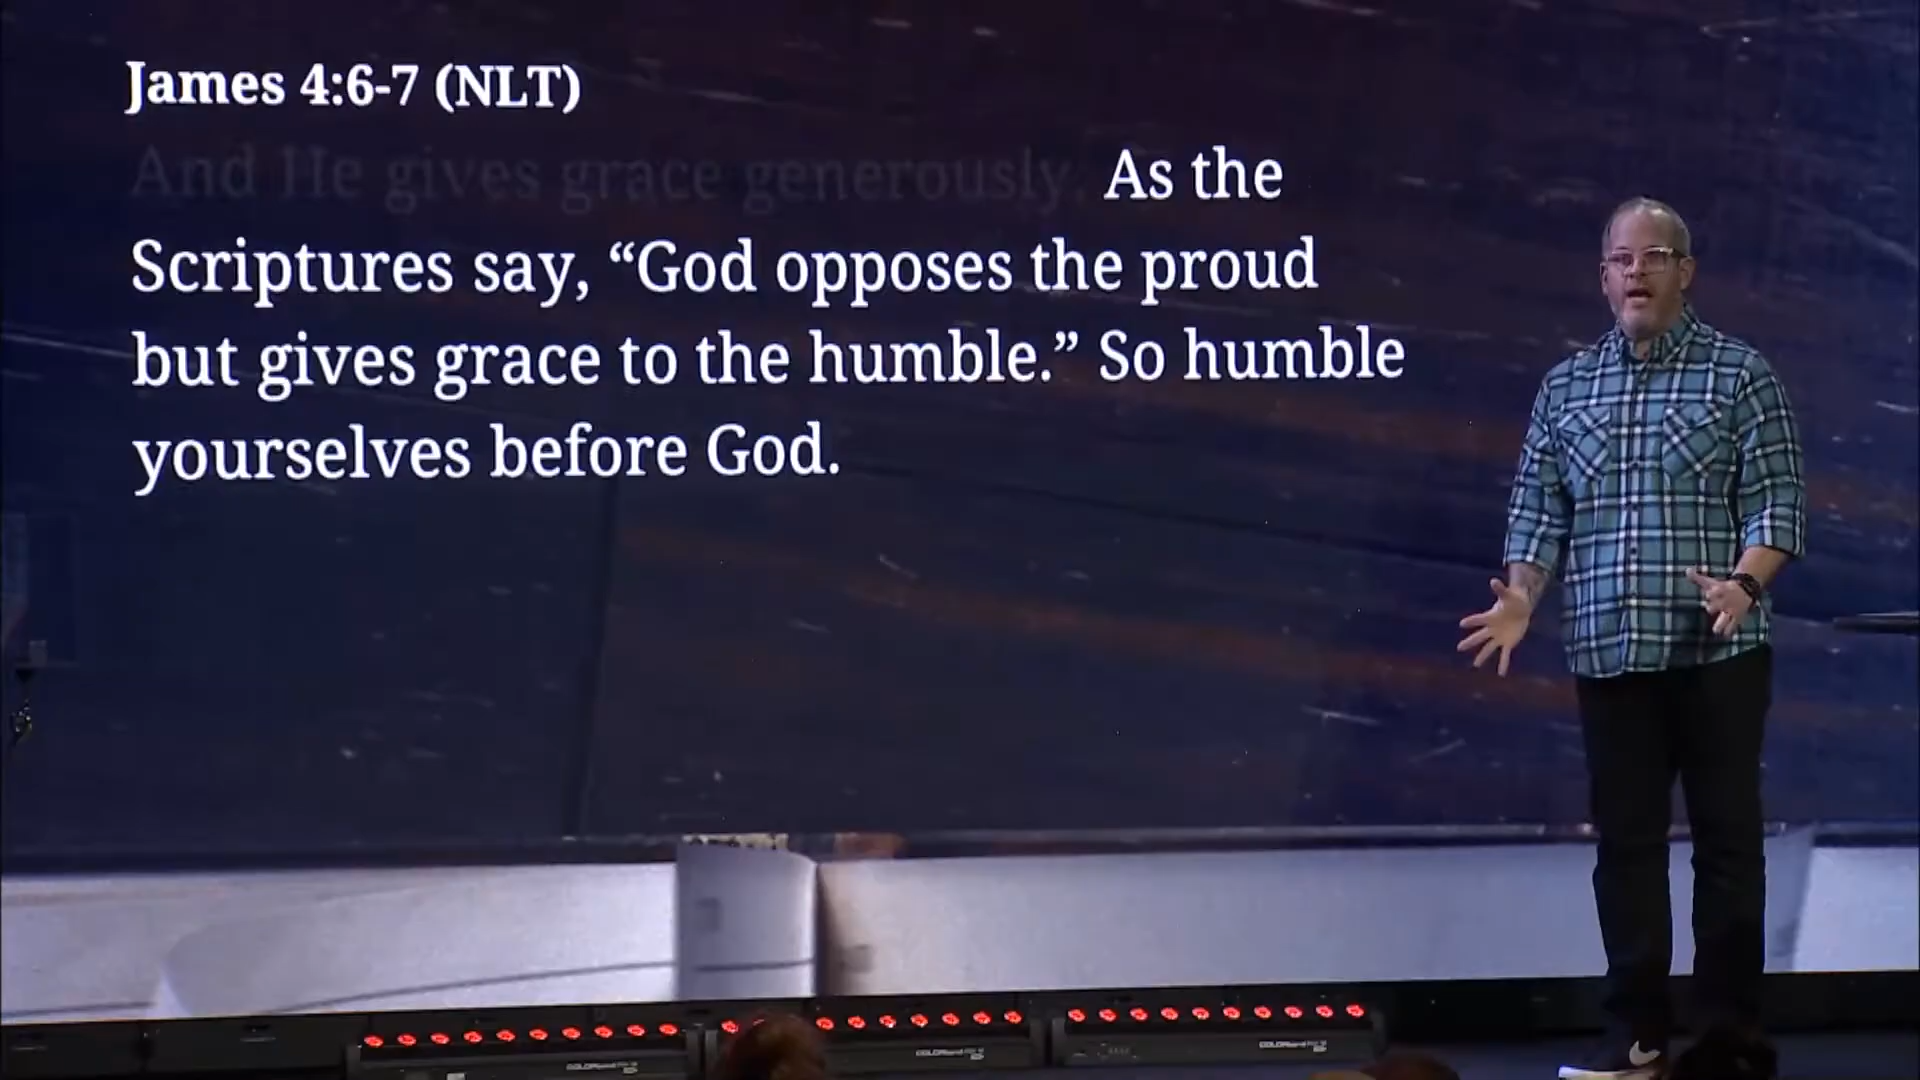 James 4:6-7 (NLT)
And He gives grace generously. As the
Scriptures say, “God opposes the proud
but gives grace to the humble.” So humble
yourselves before God.